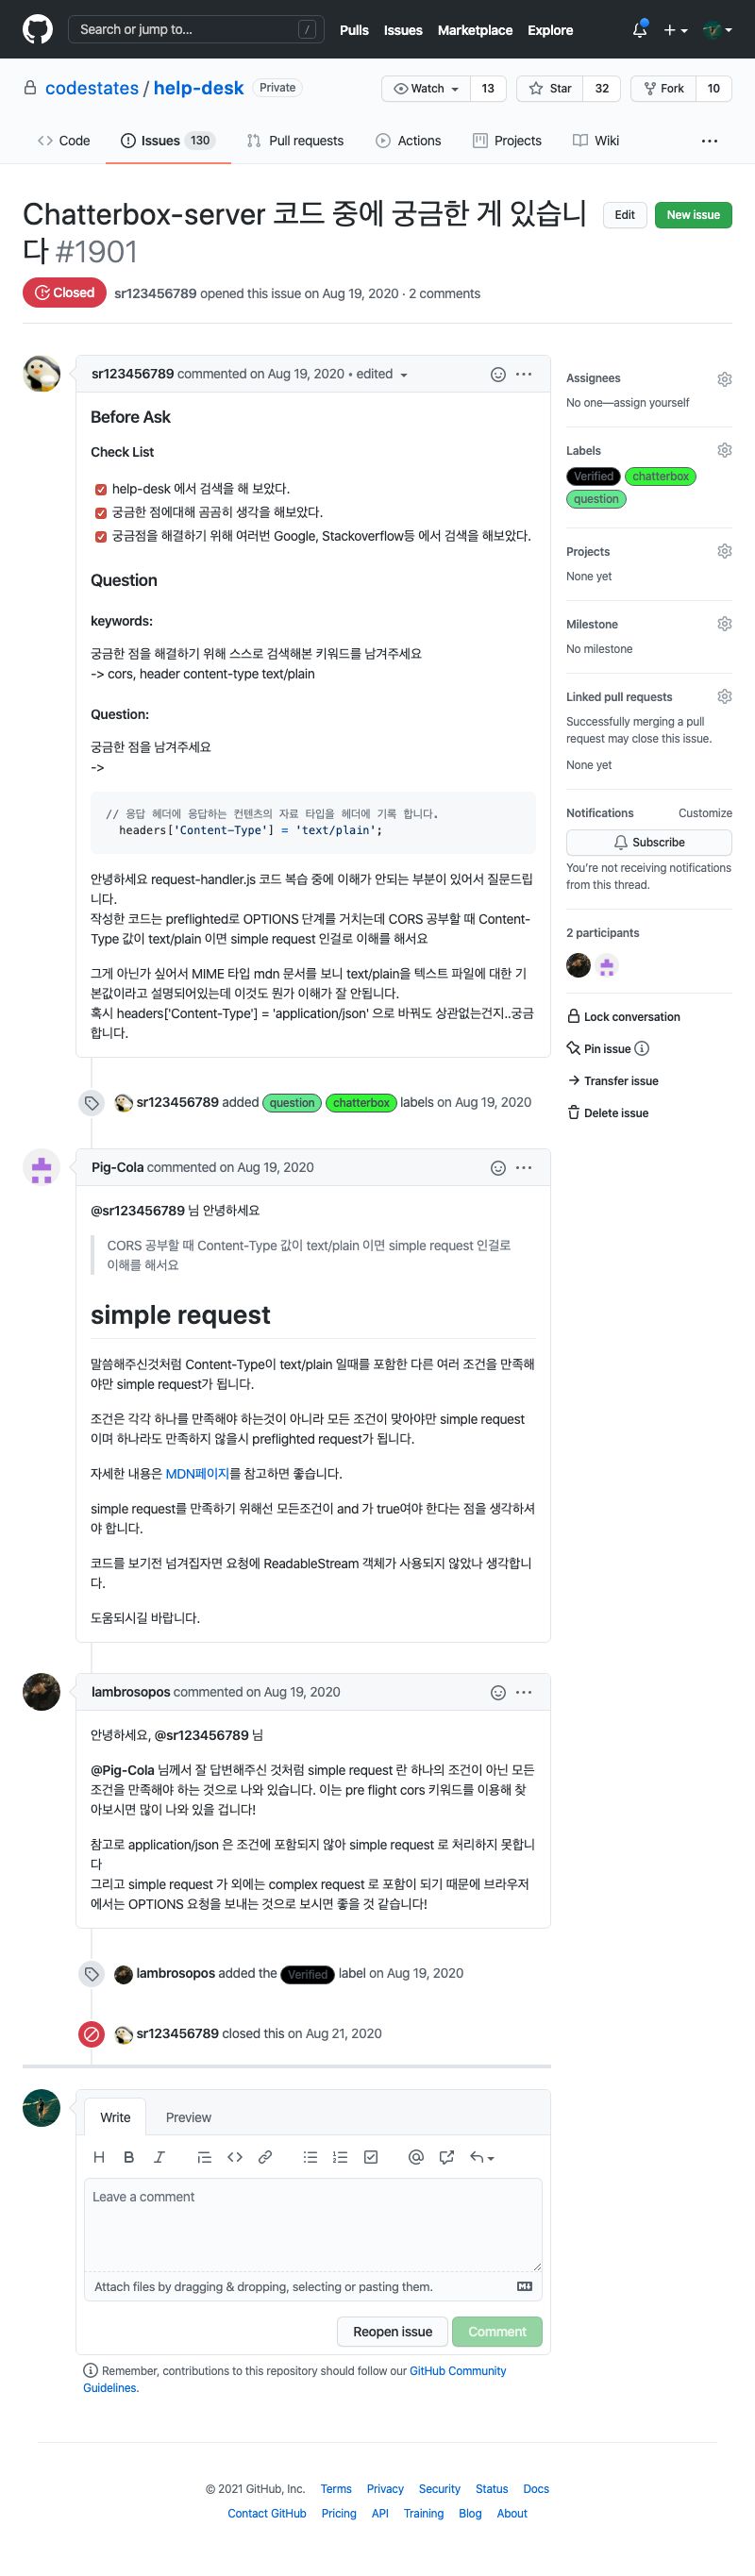 Search or jump to...
/
Pulls Issues Marketplace Explore
codestates / help-desk Private
Watch 13
Star 32
Fork 10
Code
Issues 130
Pull requests
Actions
Projects
Wiki
Chatterbox-server 코드 중에 궁금한 게 있습니
다 #1901
Edit
New issue
Closed
sr123456789 opened this issue on Aug 19, 2020 · 2 comments
sr123456789 commented on Aug 19, 2020 • edited
Before Ask
Check List
help-desk 에서 검색을 해 보았다.
궁금한 점에대해 곰곰히 생각을 해보았다.
궁금점을 해결하기 위해 여러번 Google, Stackoverflow등 에서 검색을 해보았다.
Question
keywords:
궁금한 점을 해결하기 위해 스스로 검색해본 키워드를 남겨주세요
-> cors, header content-type text/plain
Question:
궁금한 점을 남겨주세요
->
// 응답 헤더에 응답하는 컨텐츠의 자료 타입을 헤더에 기록 합니다.
headers['Content-Type'] = 'text/plain';
안녕하세요 request-handler.js 코드 복습 중에 이해가 안되는 부분이 있어서 질문드립
니다.
작성한 코드는 preflighted로 OPTIONS 단계를 거치는데 CORS 공부할 때 Content-
Type 값이 text/plain 이면 simple request 인걸로 이해를 해서요
그게 아닌가 싶어서 MIME 타입 mdn 문서를 보니 text/plain을 텍스트 파일에 대한 기
본값이라고 설명되어있는데 이것도 뭔가 이해가 잘 안됩니다.
혹시 headers['Content-Type'] = 'application/json' 으로 바꿔도 상관없는건지..궁금
합니다.
Assignees
No one—assign yourself
Labels
Verified chatterbox
question
Projects
None yet
Milestone
No milestone
Linked pull requests
Successfully merging a pull
request may close this issue.
None yet
Notifications Customize
Subscribe
You're not receiving notifications
from this thread.
2 participants
Lock conversation
Pin issue
Transfer issue
Delete issue
sr123456789 added question chatterbox labels on Aug 19, 2020
Pig-Cola commented on Aug 19, 2020
@sr123456789 님 안녕하세요
CORS 공부할 때 Content-Type 값이 text/plain 이면 simple request 인걸로
이해를 해서요
simple request
말씀해주신것처럼 Content-Type이 text/plain 일때를 포함한 다른 여러 조건을 만족해
야만 simple request가 됩니다.
조건은 각각 하나를 만족해야 하는것이 아니라 모든 조건이 맞아야만 simple request
이며 하나라도 만족하지 않을시 preflighted request가 됩니다.
자세한 내용은 MDN페이지를 참고하면 좋습니다.
simple request를 만족하기 위해선 모든조건이 and 가 true여야 한다는 점을 생각하셔
야 합니다.
코드를 보기전 넘겨집자면 요청에 ReadableStream 객체가 사용되지 않았나 생각합니
다.
도움되시길 바랍니다.
lambrosopos commented on Aug 19, 2020
안녕하세요, @sr123456789 님
@Pig-Cola 님께서 잘 답변해주신 것처럼 simple request 란 하나의 조건이 아닌 모든
조건을 만족해야 하는 것으로 나와 있습니다. 이는 pre flight cors 키워드를 이용해 찾
아보시면 많이 나와 있을 겁니다!
참고로 application/json 은 조건에 포함되지 않아 simple request 로 처리하지 못합니
다
그리고 simple request 가 외에는 complex request 로 포함이 되기 때문에 브라우저
에서는 OPTIONS 요청을 보내는 것으로 보시면 좋을 것 같습니다!
lambrosopos added the Verified label on Aug 19, 2020
sr123456789 closed this on Aug 21, 2020
Write Preview
Leave a comment
Attach files by dragging & dropping, selecting or pasting them.
Reopen issue
Comment
Remember, contributions to this repository should follow our GitHub Community
Guidelines.
© 2021 GitHub, Inc. Terms Privacy Security Status Docs
Contact GitHub Pricing API Training Blog About